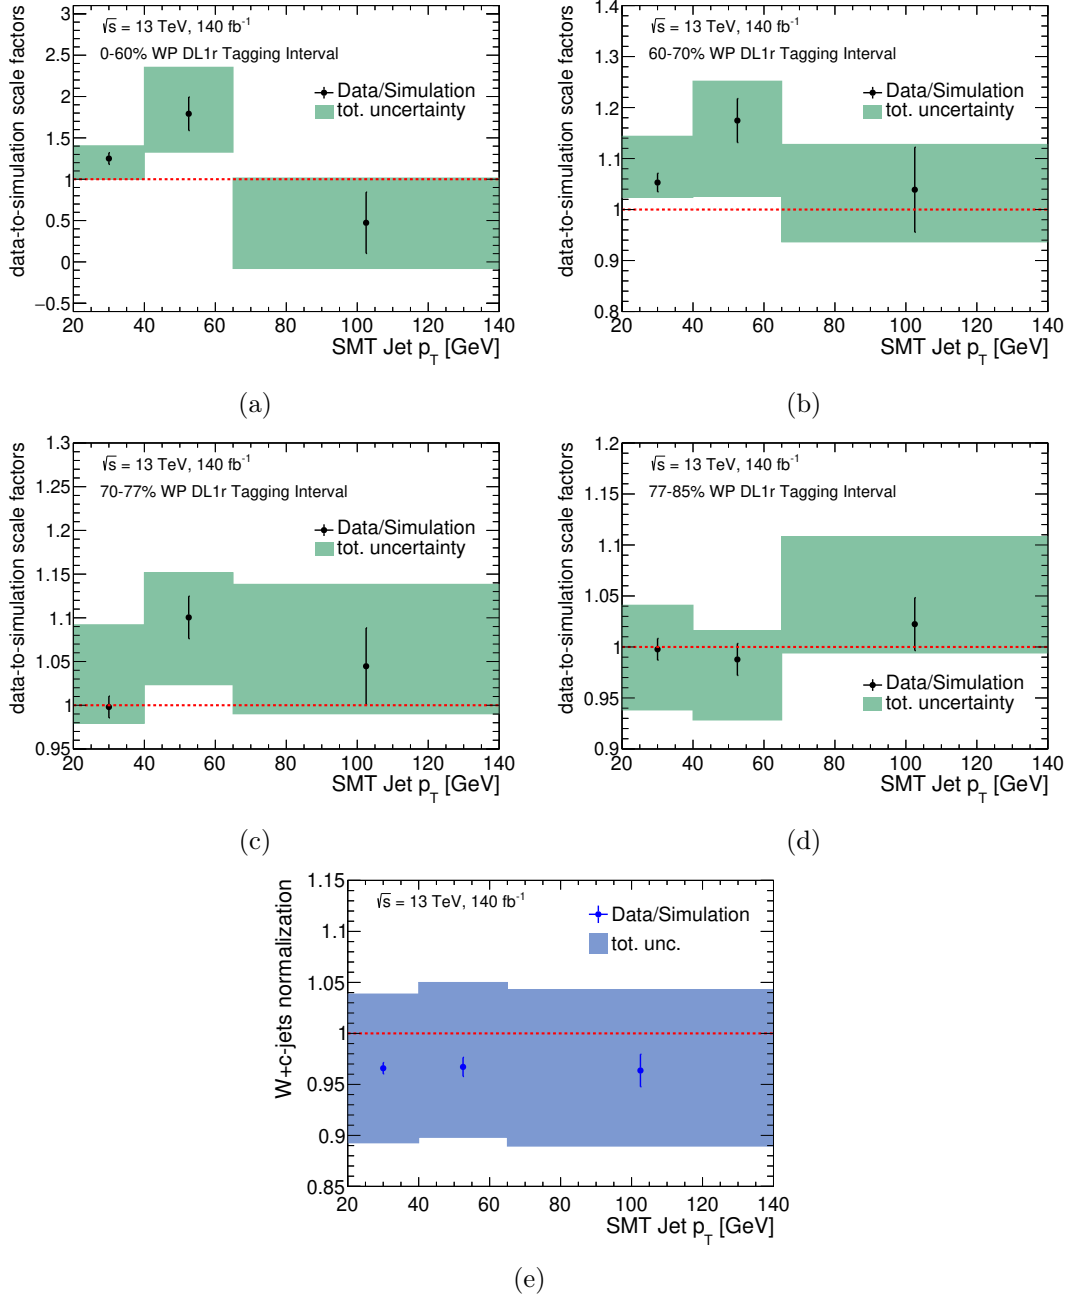 data-to-simulation scale factors
3
2.5
2
1.5
1
0.5
0
−0.5
√s = 13 TeV, 140 fb-1
0-60% WP DL1r Tagging Interval
Data/Simulation
tot. uncertainty
20 40 60 80 100 120 140
SMT Jet pT [GeV]
(a)
data-to-simulation scale factors
1.4
1.3
1.2
1.1
1
0.9
0.8
√s = 13 TeV, 140 fb-1
60-70% WP DL1r Tagging Interval
Data/Simulation
tot. uncertainty
20 40 60 80 100 120 140
SMT Jet pT [GeV]
(b)
data-to-simulation scale factors
1.3
1.25
1.2
1.15
1.1
1.05
1
0.95
√s = 13 TeV, 140 fb-1
70-77% WP DL1r Tagging Interval
Data/Simulation
tot. uncertainty
20 40 60 80 100 120 140
SMT Jet pT [GeV]
(c)
data-to-simulation scale factors
1.2
1.15
1.1
1.05
1
0.95
0.9
√s = 13 TeV, 140 fb-1
77-85% WP DL1r Tagging Interval
Data/Simulation
tot. uncertainty
20 40 60 80 100 120 140
SMT Jet pT [GeV]
(d)
W+c-jets normalization
1.15
1.1
1.05
1
0.95
0.9
0.85
√s = 13 TeV, 140 fb-1
Data/Simulation
tot. unc.
20 40 60 80 100 120 140
SMT Jet pT [GeV]
(e)